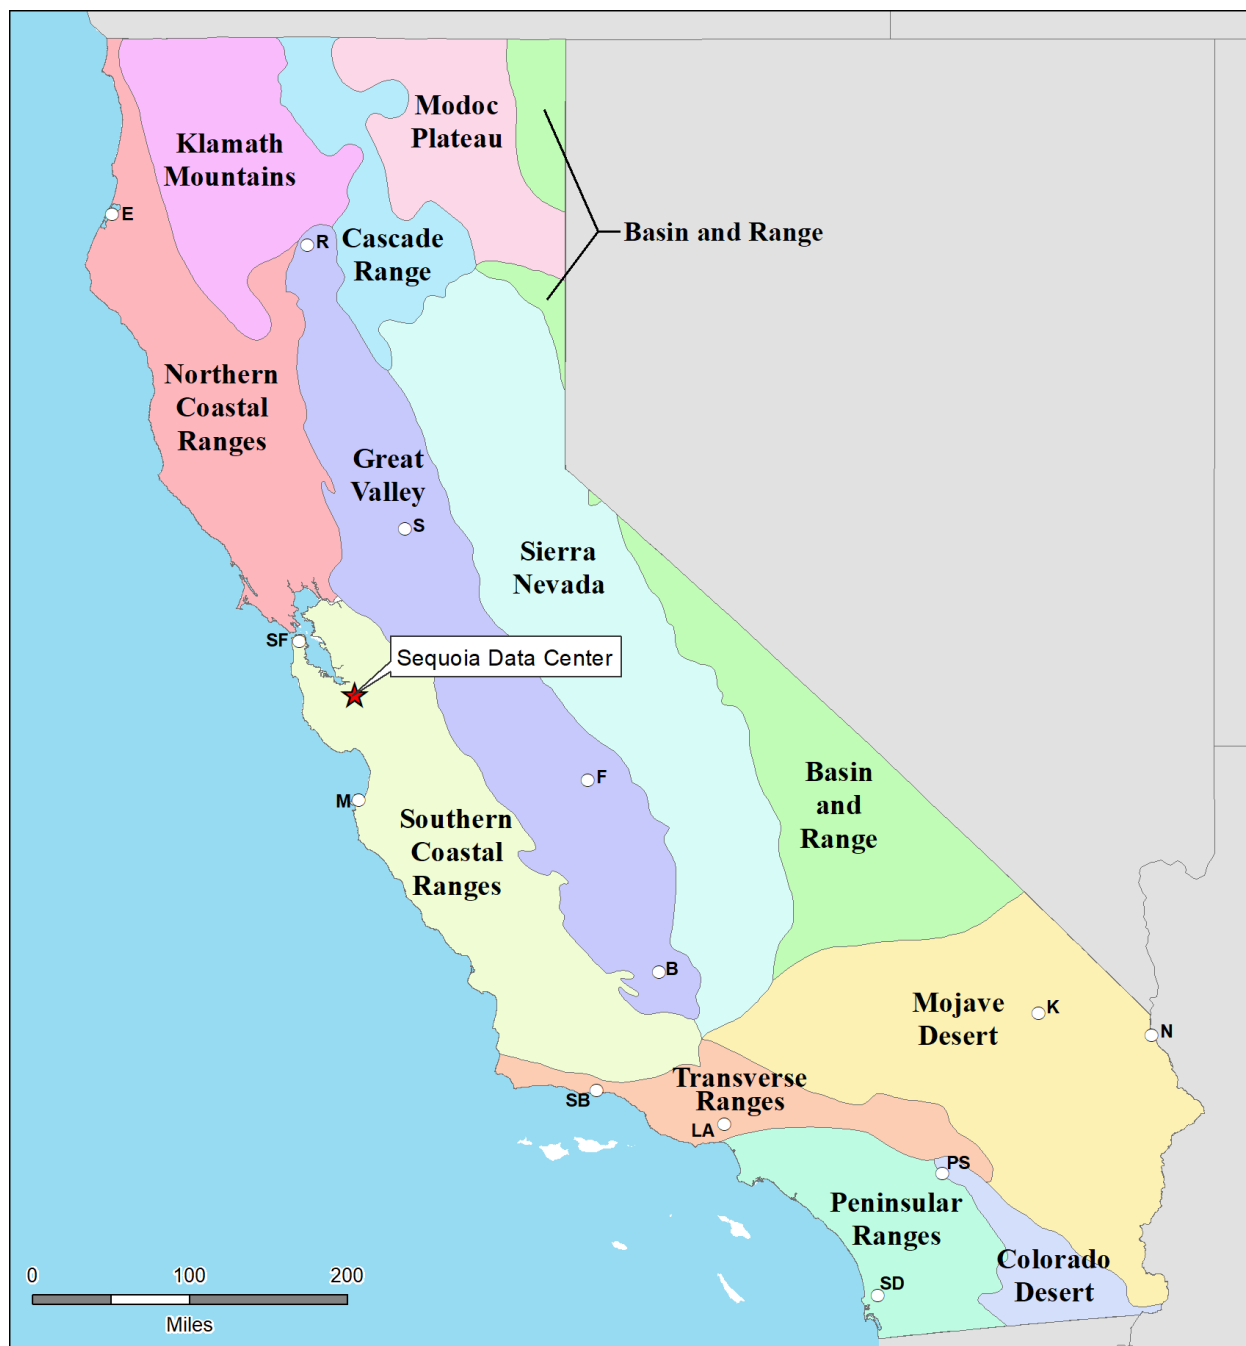 Modoc
Plateau
Klamath
Mountains
E
Basin and Range
R
Cascade
Range
Northern
Coastal
Ranges
Great
Valley
S
Sierra
Nevada
SF
Sequoia Data Center
Basin
and
Range
F
M
Southern
Coastal
Ranges
B
Mojave
Desert
K
N
Transverse
Ranges
SB
LA
PS
Peninsular
Ranges
Colorado
Desert
SD
0 100 200
Miles